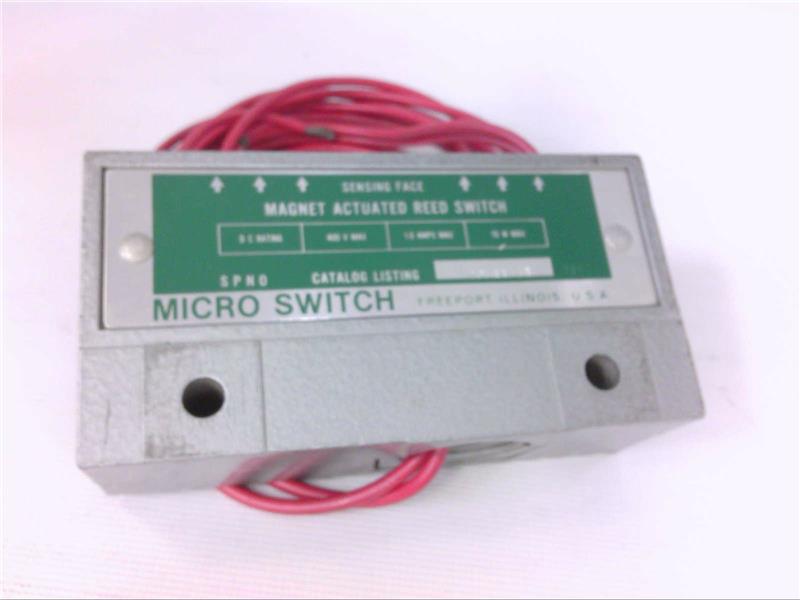 SENSING FACE
MAGNET ACTUATED REED SWITCH
D C RATING 400 V MAX 1.0 AMPS MAX 15 W MAX
SPNO CATALOG LISTING
MICRO SWITCH FREEPORT, ILLINOIS, U.S.A.